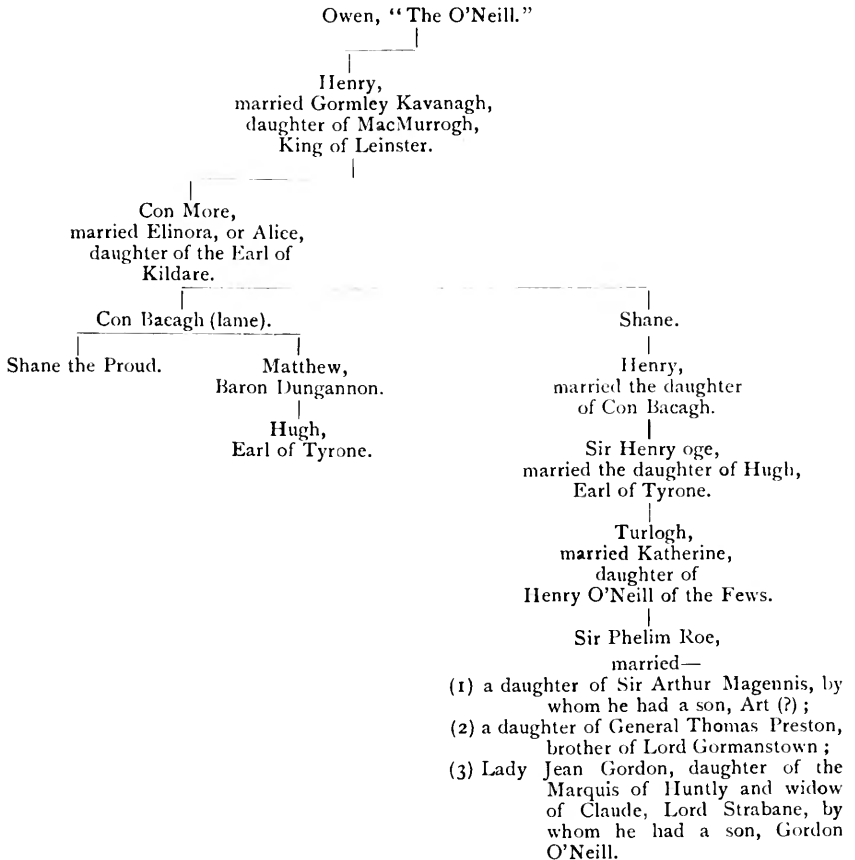 Owen, “The O’Neill.”
Henry,
married Gormley Kavanagh,
daughter of MacMurrogh,
King of Leinster.
Con More,
married Elinora, or Alice,
daughter of the Earl of
Kildare.
Con Bacagh (lame).
Shane.
Shane the Proud.
Matthew,
Baron Dungannon.
Hugh,
Earl of Tyrone.
Henry,
married the daughter
of Con Bacagh.
Sir Henry oge,
married the daughter of Hugh,
Earl of Tyrone.
Turlogh,
married Katherine,
daughter of
Henry O’Neill of the Fews.
Sir Phelim Roe,
married—
(1) a daughter of Sir Arthur Magennis, by
whom he had a son, Art (?) ;
(2) a daughter of General Thomas Preston,
brother of Lord Gormanstown ;
(3) Lady Jean Gordon, daughter of the
Marquis of Huntly and widow
of Claude, Lord Strabane, by
whom he had a son, Gordon
O’Neill.